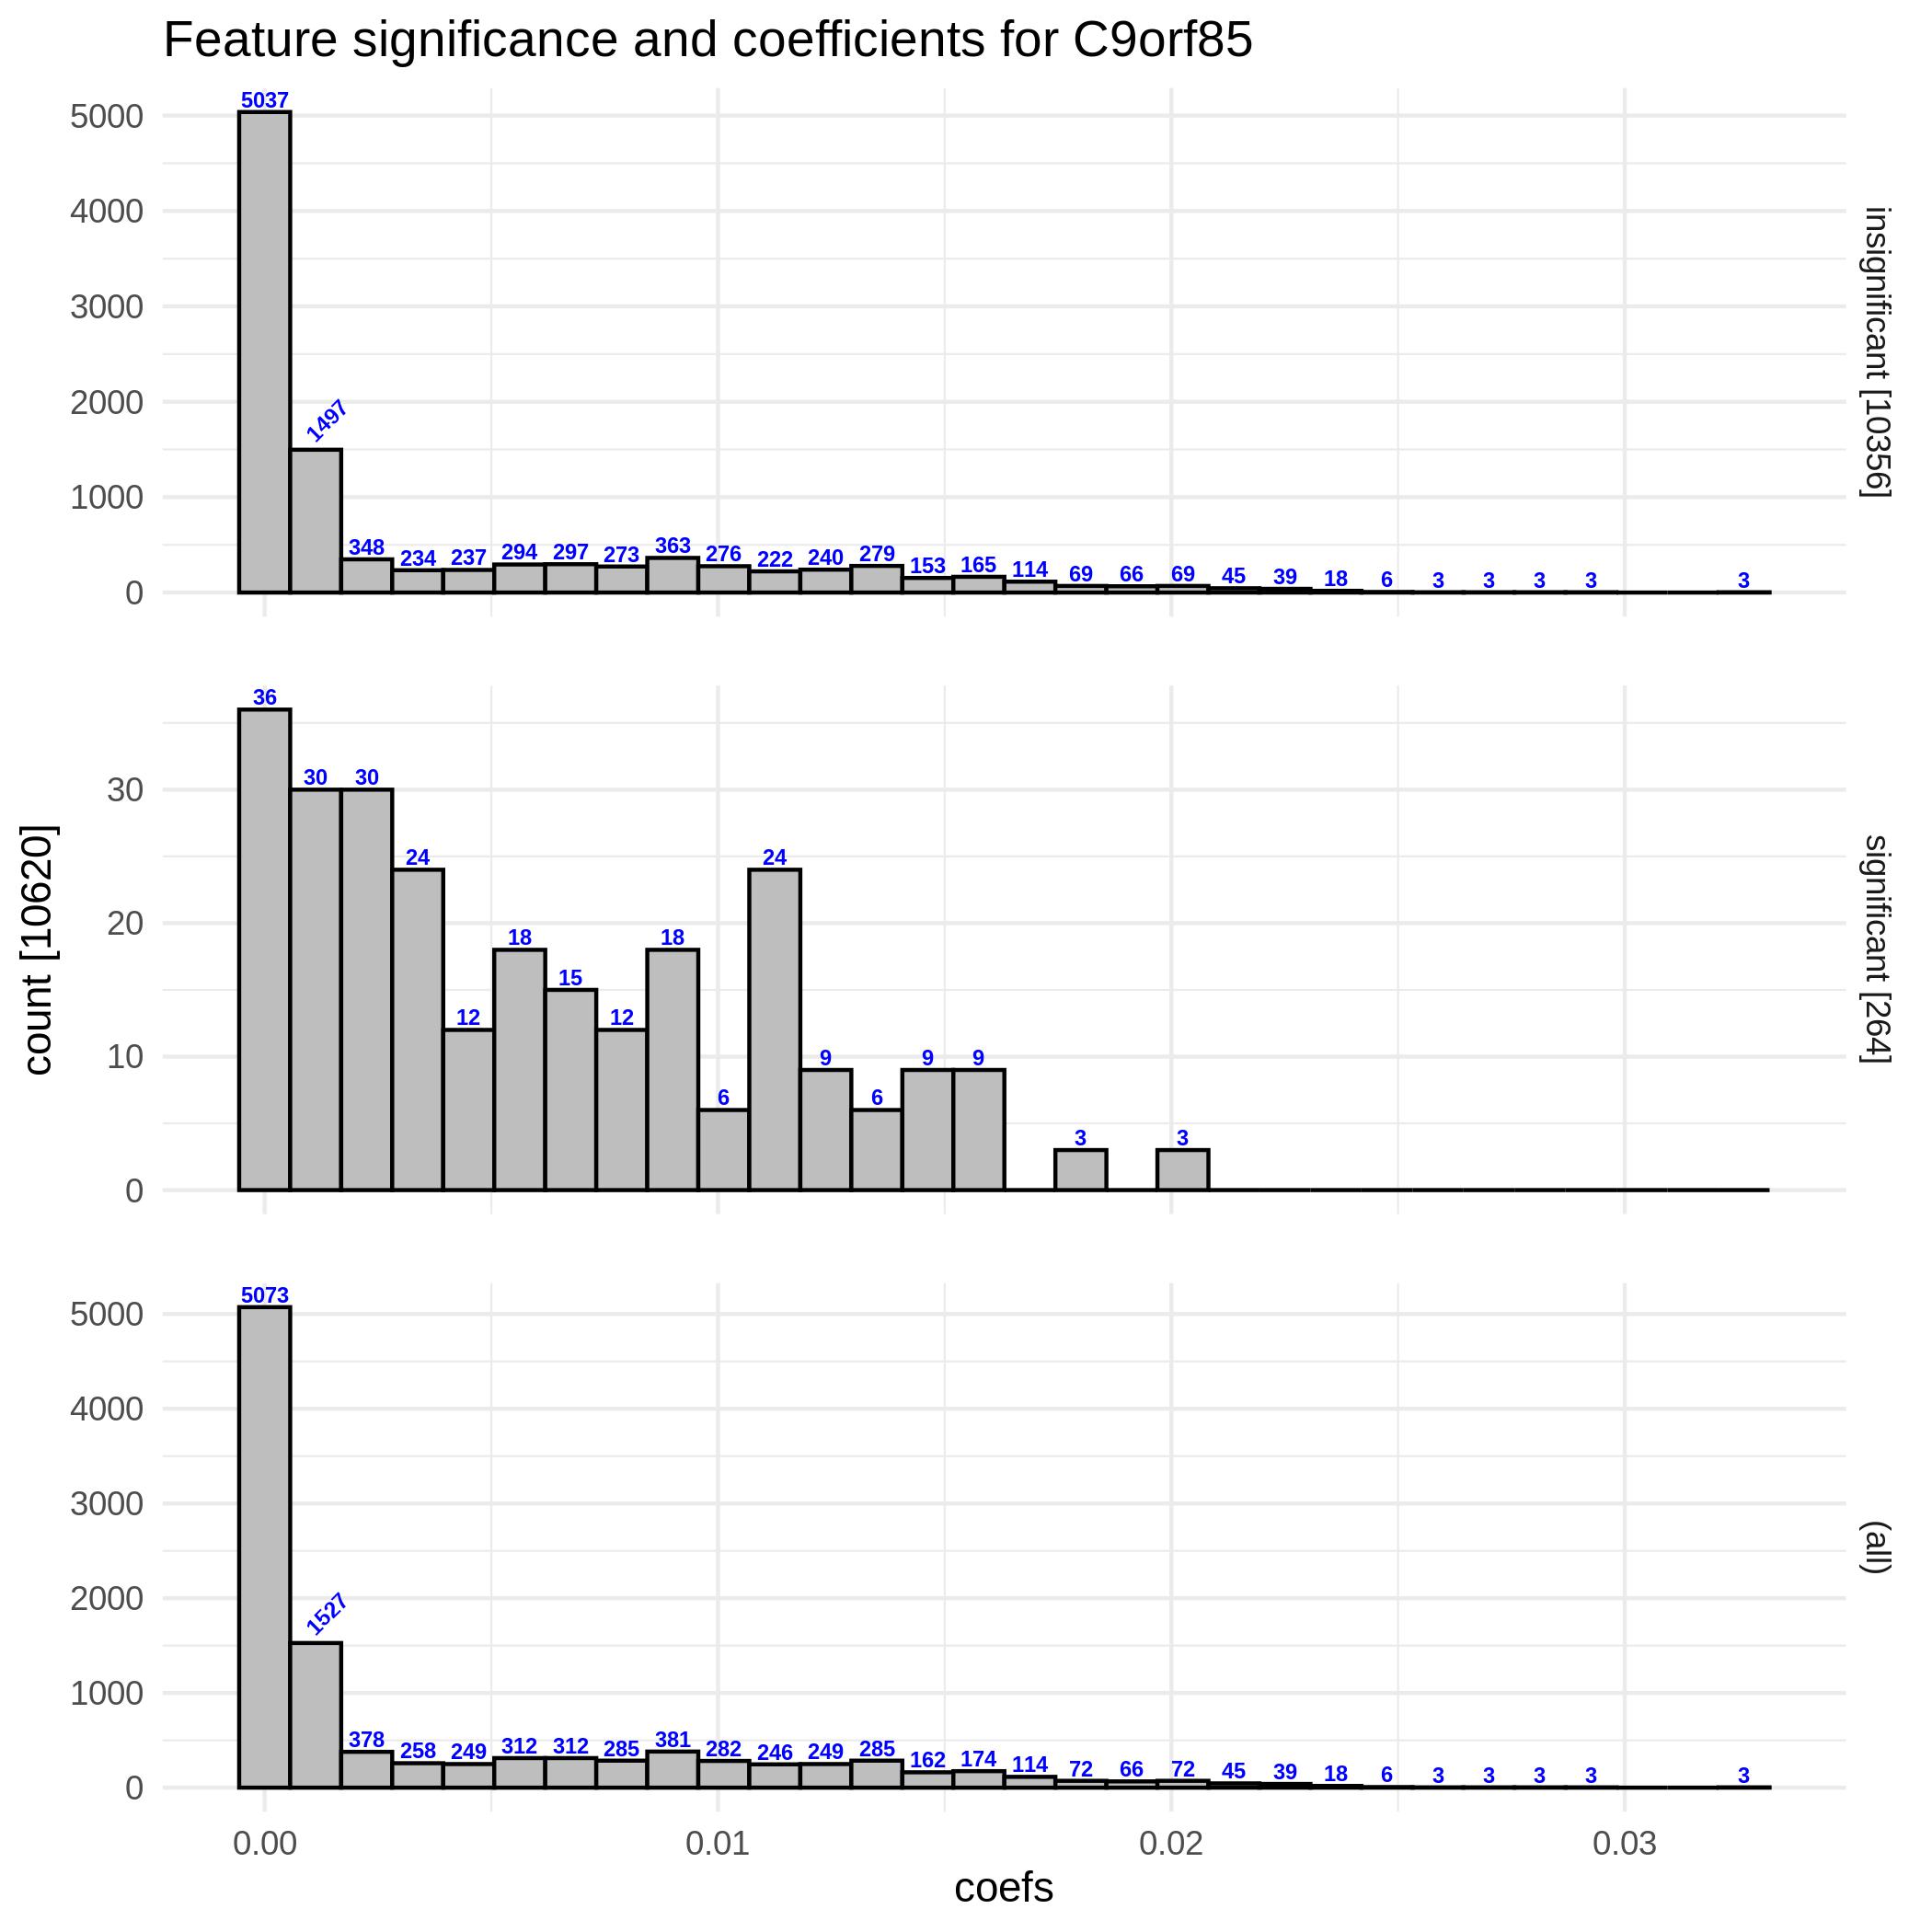 Feature significance and coefficients for C9orf85
5037
5000
4000
3000
2000
1497
1000
348 234 237 294 297 273 363 276 222 240 279 153 165 114 69 66 69 45 39 18 6 3 3 3 3 3
0
insignificant [10356]
36
30 30
30
24 24
20
18 18
15
12 12
10
9 9 9
6 6
3 3
0
significant [264]
count [10620]
5073
5000
4000
3000
2000
1527
1000
378 258 249 312 312 285 381 282 246 249 285 162 174 114 72 66 72 45 39 18 6 3 3 3 3 3
0
(all)
0.00 0.01 0.02 0.03
coefs